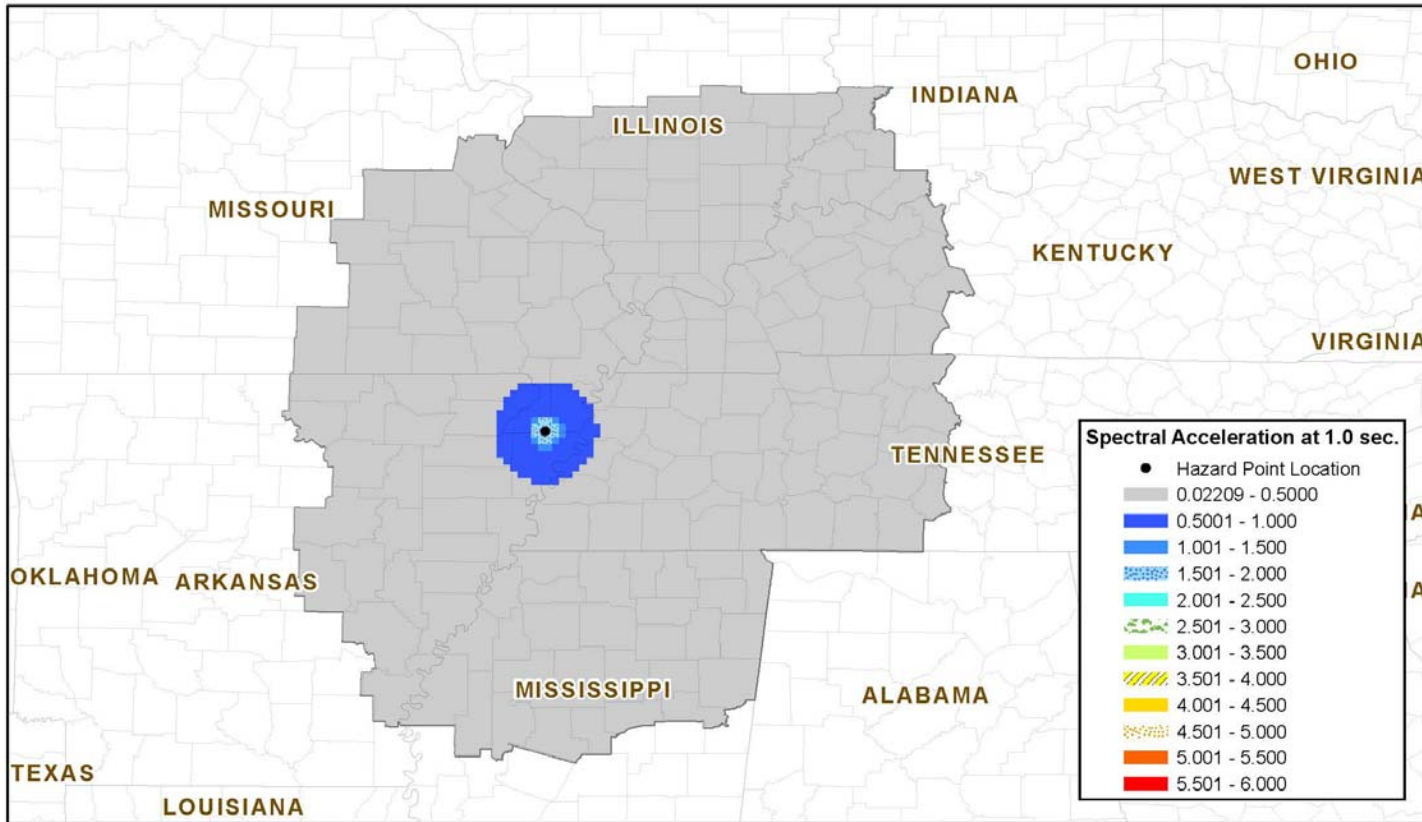 OHIO
INDIANA
ILLINOIS
WEST VIRGINIA
MISSOURI
KENTUCKY
VIRGINIA
TENNESSEE
OKLAHOMA
ARKANSAS
MISSISSIPPI
ALABAMA
TEXAS
LOUISIANA
A
A
Spectral Acceleration at 1.0 sec.
Hazard Point Location
0.02209 - 0.5000
0.5001 - 1.000
1.001 - 1.500
1.501 - 2.000
2.001 - 2.500
2.501 - 3.000
3.001 - 3.500
3.501 - 4.000
4.001 - 4.500
4.501 - 5.000
5.001 - 5.500
5.501 - 6.000